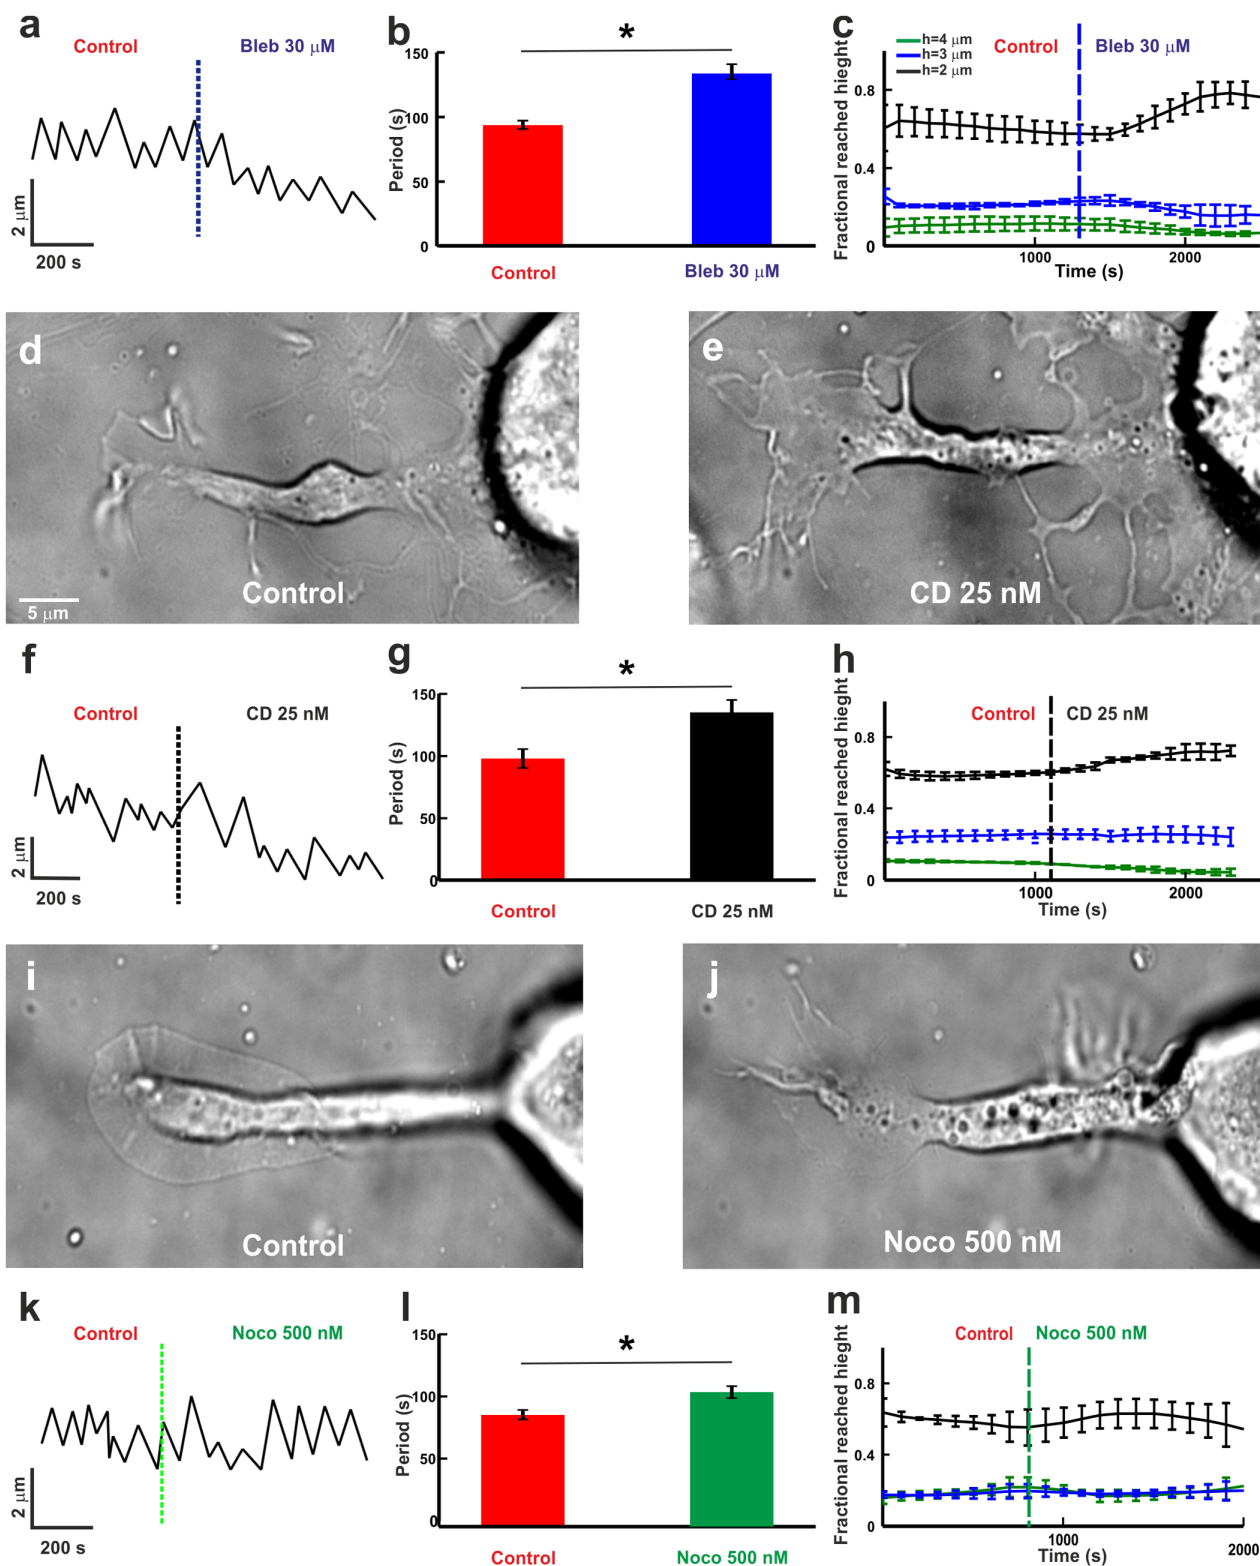 a
Control
Bleb 30 μM
2 μm
200 s
b
*
Period (s)
150
100
50
0
Control
Bleb 30 μM
c
h=4 μm
h=3 μm
h=2 μm
Control
Bleb 30 μM
Fractional reached hieght
0.8
0.4
0
1000
2000
Time (s)
d
Control
5 μm
e
CD 25 nM
f
Control
CD 25 nM
2 μm
200 s
g
*
Period (s)
150
100
50
0
Control
CD 25 nM
h
Control
CD 25 nM
Fractional reached hieght
0.8
0.4
0
1000
2000
Time (s)
i
Control
j
Noco 500 nM
k
Control
Noco 500 nM
2 μm
200 s
l
*
Period (s)
150
100
50
0
Control
Noco 500 nM
m
Control
Noco 500 nM
Fractional reached hieght
0.8
0.4
0
1000
2000
Time (s)